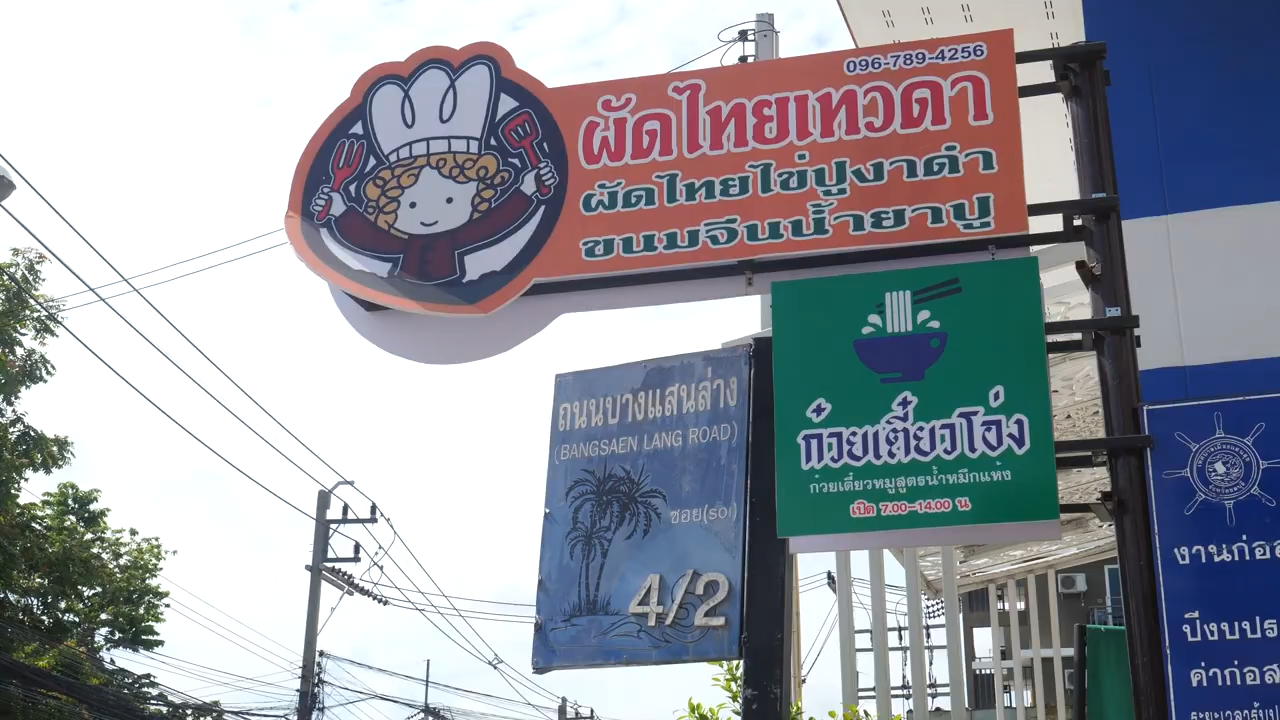 096-789-4256
ผัดไทยเทวดา
ผัดไทยไข่ปูงาดำ
ขนมจีนน้ำยาปู
ถนนบางแสนล่าง
(BANGSAEN LANG ROAD)
ซอย(soi)
4/2
ก๋วยเตี๋ยวโอ่ง
ก๋วยเตี๋ยวหมูสูตรน้ำหมึกแห้ง
เปิด 7.00-14.00 น
งานก่อส
ปีงบประ
ค่าก่อส